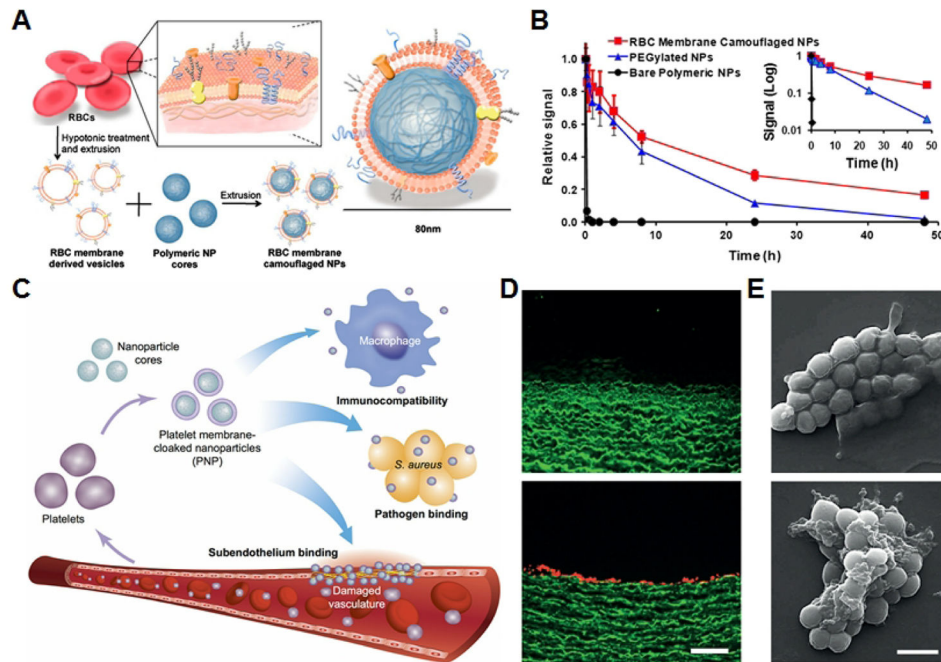 A
RBCs
Hypotonic treatment
and extrusion
Extrusion
RBC membrane
derived vesicles
Polymeric NP
cores
RBC membrane
camouflaged NPs
80nm
B
RBC Membrane Camouflaged NPs
PEGylated NPs
Bare Polymeric NPs
Relative signal
1.0
0.8
0.6
0.4
0.2
0.0
0
10
20
30
40
50
Time (h)
Signal (Log)
1
0.1
0.01
0 10 20 30 40 50
Time (h)
C
Nanoparticle
cores
Platelet membrane-
cloaked nanoparticles
(PNP)
Platelets
Macrophage
Immunocompatibility
S. aureus
Pathogen binding
Subendothelium binding
Damaged
vasculature
D
E